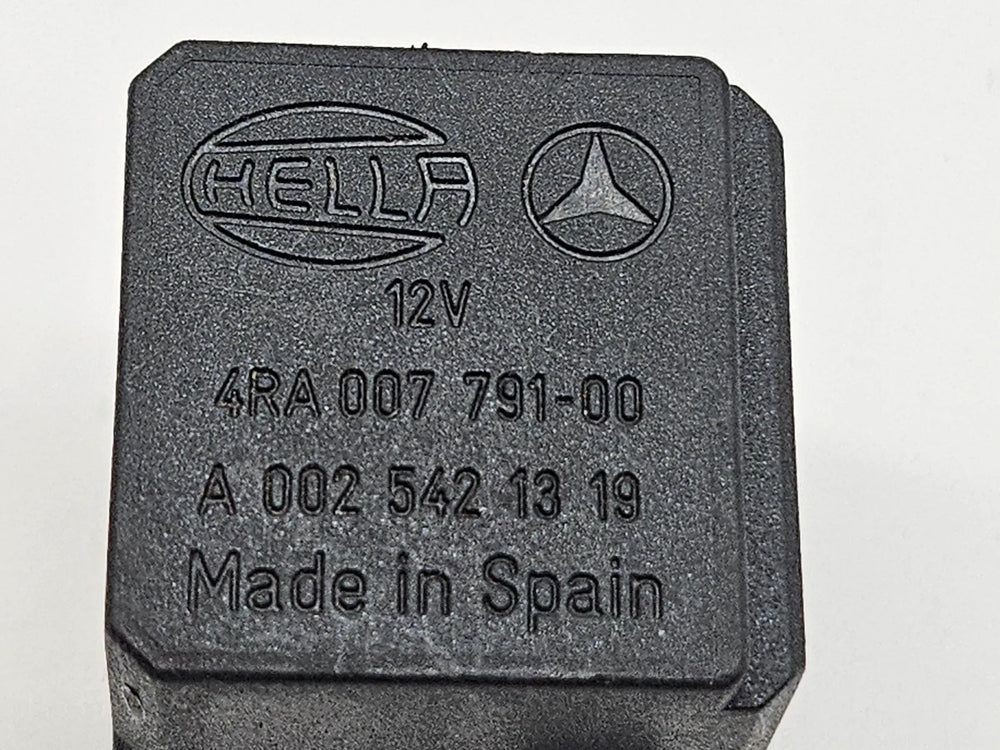 HELLA
12V
4RA 007 791-00
A 002 542 13 19
Made in Spain